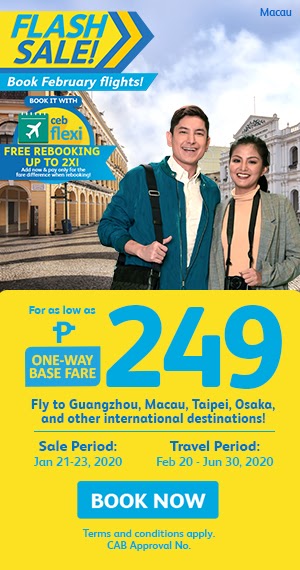 Macau
FLASH
SALE!
Book February flights!
BOOK IT WITH
ceb
flexi
FREE REBOOKING
UP TO 2X!
Add now & pay only for the
fare difference when rebooking!
For as low as
₱249
ONE-WAY
BASE FARE
Fly to Guangzhou, Macau, Taipei, Osaka,
and other international destinations!
Sale Period:
Jan 21-23, 2020
Travel Period:
Feb 20 - Jun 30, 2020
BOOK NOW
Terms and conditions apply.
CAB Approval No.